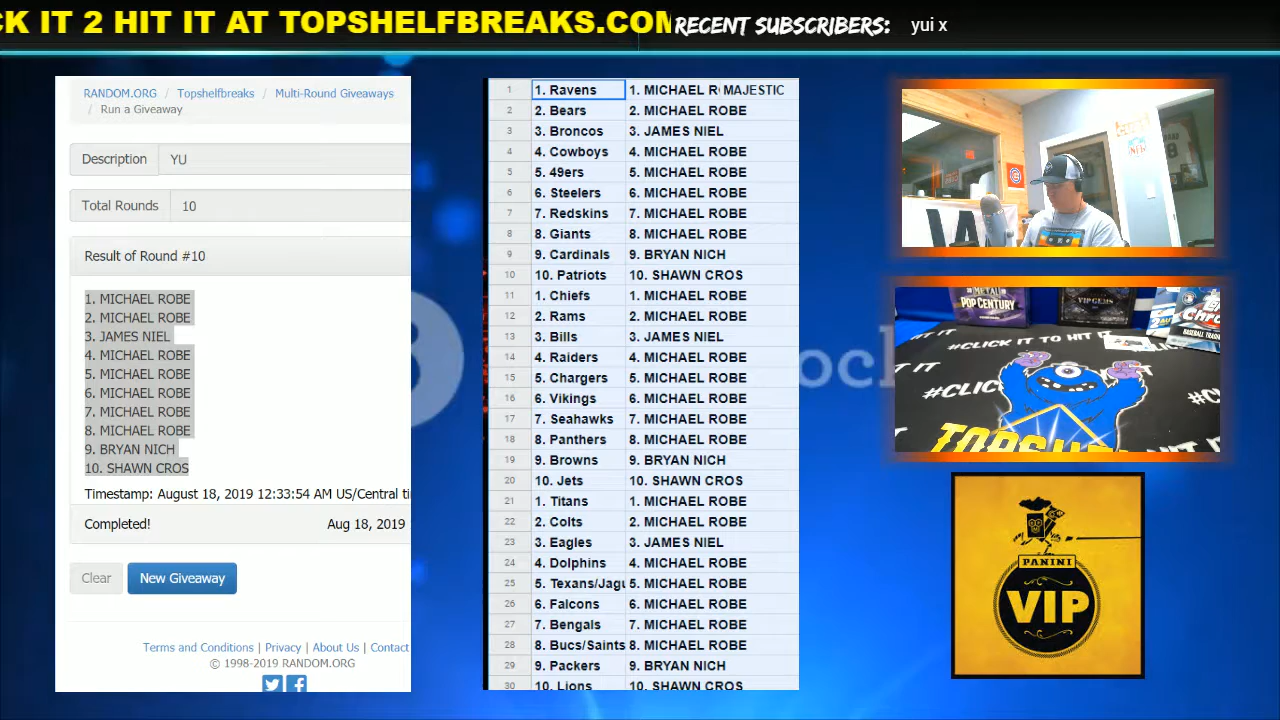 CK IT 2 HIT IT AT TOPSHELFBREAKS.COM
RECENT SUBSCRIBERS: yui x
RANDOM.ORG / Topshelfbreaks / Multi-Round Giveaways
/ Run a Giveaway
Description YU
Total Rounds 10
Result of Round #10
1. MICHAEL ROBE
2. MICHAEL ROBE
3. JAMES NIEL
4. MICHAEL ROBE
5. MICHAEL ROBE
6. MICHAEL ROBE
7. MICHAEL ROBE
8. MICHAEL ROBE
9. BRYAN NICH
10. SHAWN CROS
Timestamp: August 18, 2019 12:33:54 AM US/Central ti
Completed! Aug 18, 2019
Clear New Giveaway
Terms and Conditions | Privacy | About Us | Contact
© 1998-2019 RANDOM.ORG
1 1. Ravens 1. MICHAEL R MAJESTIC
2 2. Bears 2. MICHAEL ROBE
3 3. Broncos 3. JAMES NIEL
4 4. Cowboys 4. MICHAEL ROBE
5 5. 49ers 5. MICHAEL ROBE
6 6. Steelers 6. MICHAEL ROBE
7 7. Redskins 7. MICHAEL ROBE
8 8. Giants 8. MICHAEL ROBE
9 9. Cardinals 9. BRYAN NICH
10 10. Patriots 10. SHAWN CROS
11 1. Chiefs 1. MICHAEL ROBE
12 2. Rams 2. MICHAEL ROBE
13 3. Bills 3. JAMES NIEL
14 4. Raiders 4. MICHAEL ROBE
15 5. Chargers 5. MICHAEL ROBE
16 6. Vikings 6. MICHAEL ROBE
17 7. Seahawks 7. MICHAEL ROBE
18 8. Panthers 8. MICHAEL ROBE
19 9. Browns 9. BRYAN NICH
20 10. Jets 10. SHAWN CROS
21 1. Titans 1. MICHAEL ROBE
22 2. Colts 2. MICHAEL ROBE
23 3. Eagles 3. JAMES NIEL
24 4. Dolphins 4. MICHAEL ROBE
25 5. Texans/Jagu 5. MICHAEL ROBE
26 6. Falcons 6. MICHAEL ROBE
27 7. Bengals 7. MICHAEL ROBE
28 8. Bucs/Saints 8. MICHAEL ROBE
29 9. Packers 9. BRYAN NICH
30 10. Lions 10. SHAWN CROS
ock
NFL
METAL
POP CENTURY
VIP GEMS
#CLICK IT TO HIT IT
#CLIC
TOPSH
PANINI
VIP